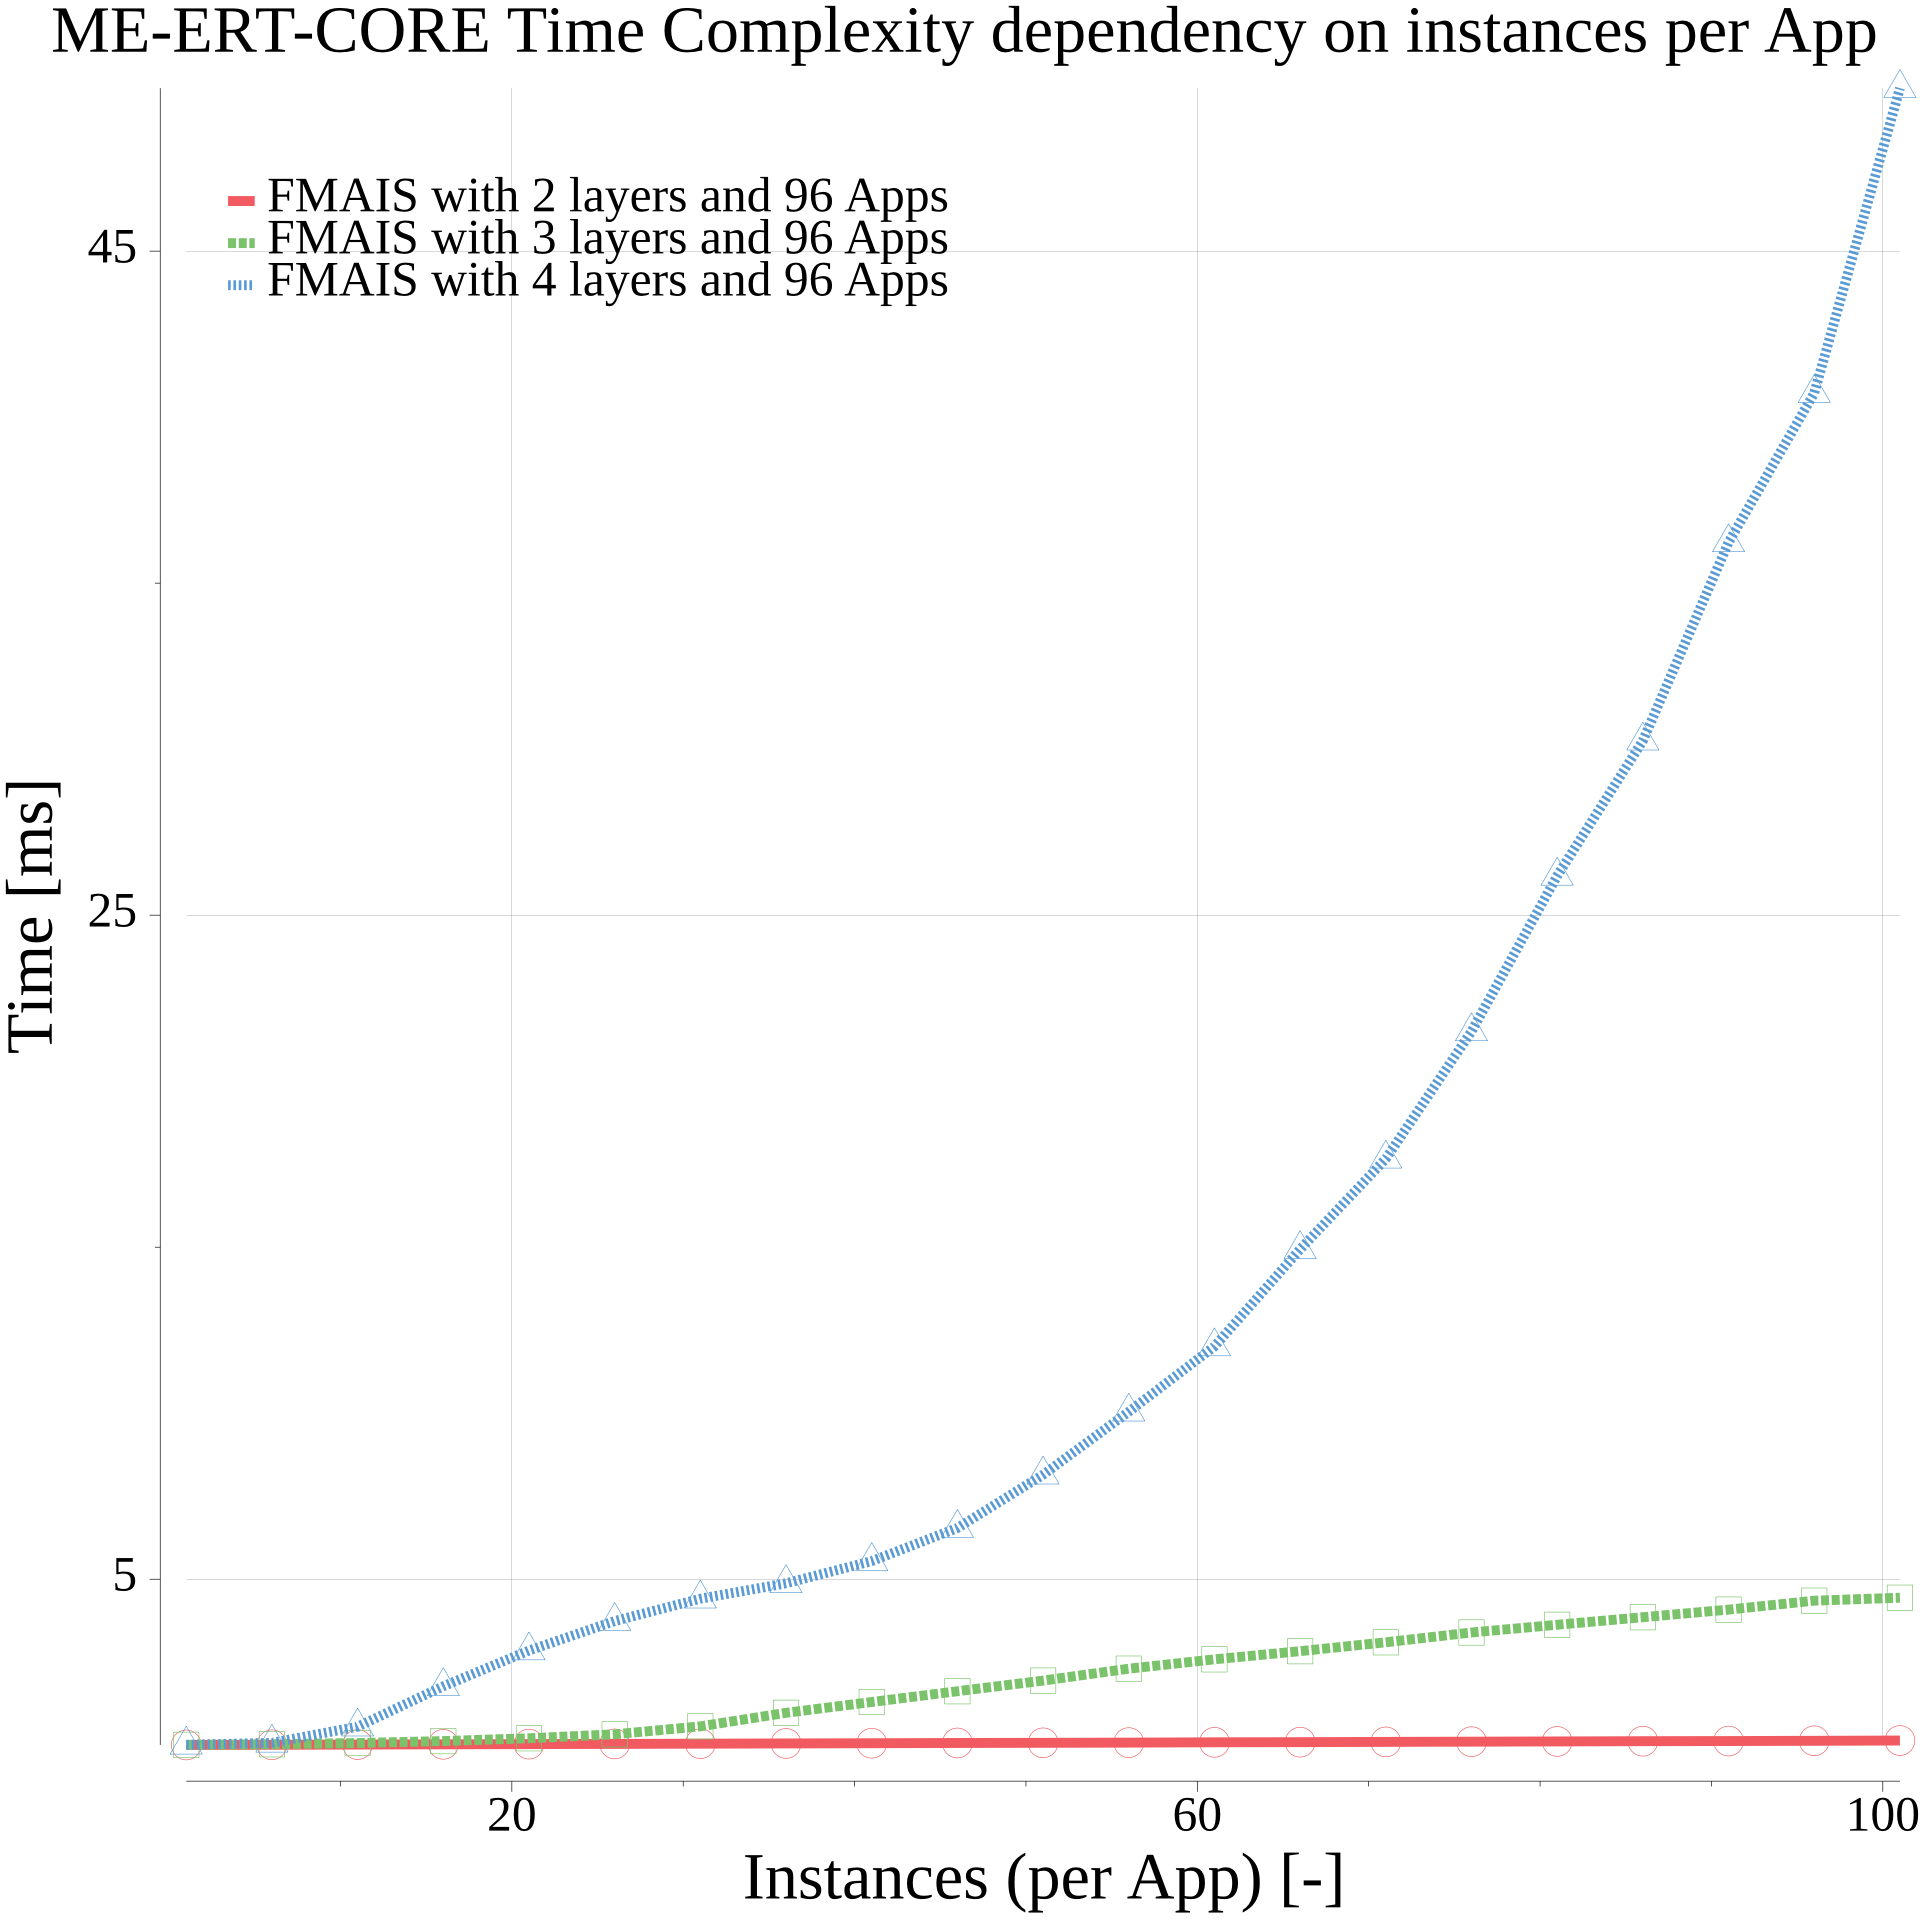 ME-ERT-CORE Time Complexity dependency on instances per App
FMAIS with 2 layers and 96 Apps
FMAIS with 3 layers and 96 Apps
FMAIS with 4 layers and 96 Apps
45
25
5
Time [ms]
20
60
100
Instances (per App) [-]